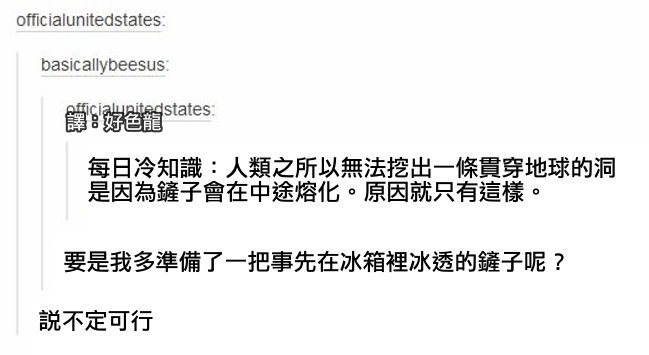 officialunitedstates:
basicallybeesus:
officialunitedstates:
譯：好色龍
每日冷知識：人類之所以無法挖出一條貫穿地球的洞
是因為鏟子會在中途熔化。原因就只有這樣。
要是我多準備了一把事先在冰箱裡冰透的鏟子呢？
說不定可行